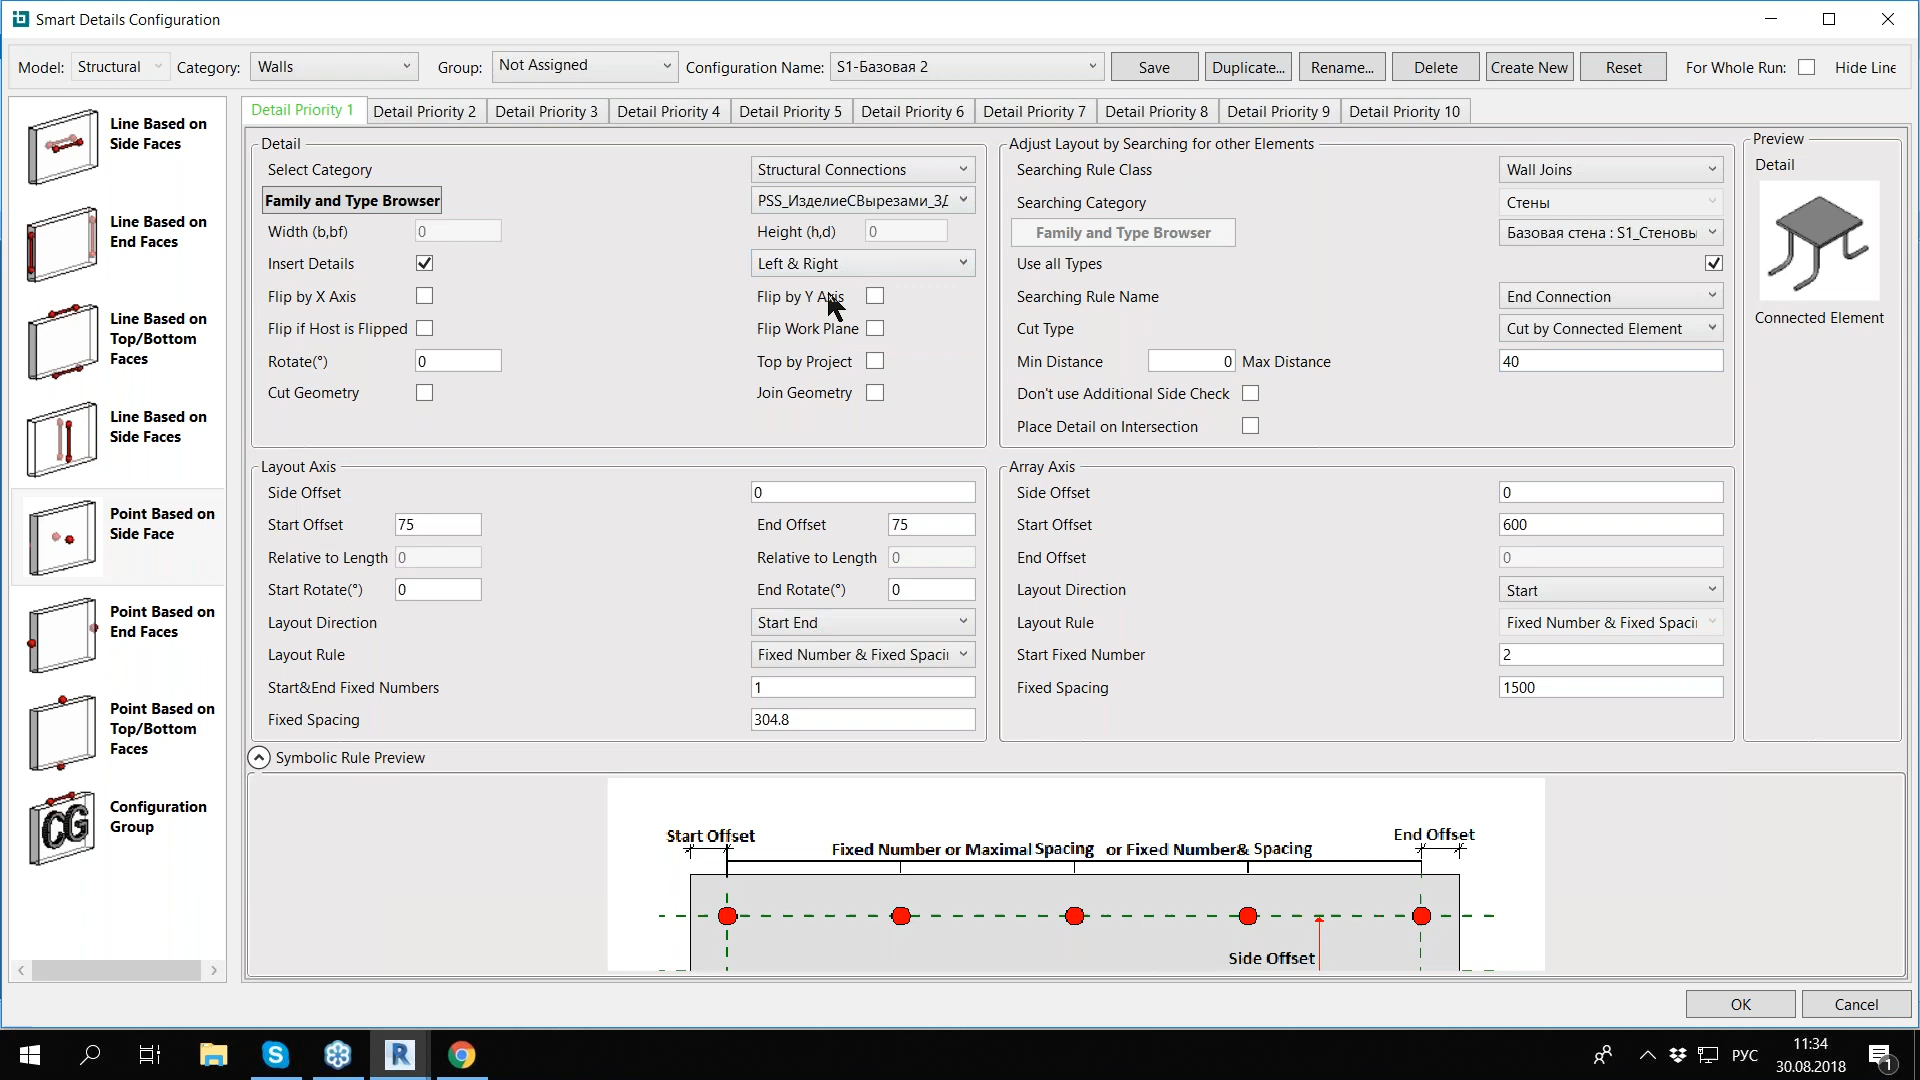 Smart Details Configuration
Model: Structural Category: Walls Group: Not Assigned Configuration Name: S1-Базовая 2 Save Duplicate... Rename... Delete Create New Reset For Whole Run: Hide Line
Line Based on Side Faces
Line Based on End Faces
Line Based on Top/Bottom Faces
Line Based on Side Faces
Point Based on Side Face
Point Based on End Faces
Point Based on Top/Bottom Faces
CG Configuration Group
Detail Priority 1 Detail Priority 2 Detail Priority 3 Detail Priority 4 Detail Priority 5 Detail Priority 6 Detail Priority 7 Detail Priority 8 Detail Priority 9 Detail Priority 10
Detail
Select Category Structural Connections
Family and Type Browser PSS_ИзделиеСВырезами_3Д
Width (b,bf) 0 Height (h,d) 0
Insert Details Left & Right
Flip by X Axis Flip by Y Axis
Flip if Host is Flipped Flip Work Plane
Rotate(°) 0 Top by Project
Cut Geometry Join Geometry
Adjust Layout by Searching for other Elements
Searching Rule Class Wall Joins
Searching Category Стены
Family and Type Browser Базовая стена : S1_Стеновы
Use all Types
Searching Rule Name End Connection
Cut Type Cut by Connected Element
Min Distance 0 Max Distance 40
Don't use Additional Side Check
Place Detail on Intersection
Preview
Detail
Connected Element
Layout Axis
Side Offset 0
Start Offset 75 End Offset 75
Relative to Length 0 Relative to Length 0
Start Rotate(°) 0 End Rotate(°) 0
Layout Direction Start End
Layout Rule Fixed Number & Fixed Spaci
Start&End Fixed Numbers 1
Fixed Spacing 304.8
Array Axis
Side Offset 0
Start Offset 600
End Offset 0
Layout Direction Start
Layout Rule Fixed Number & Fixed Spaci
Start Fixed Number 2
Fixed Spacing 1500
Symbolic Rule Preview
Start Offset End Offset
Fixed Number or Maximal Spacing or Fixed Number& Spacing
Side Offset
OK Cancel
РУС 11:34
30.08.2018 1